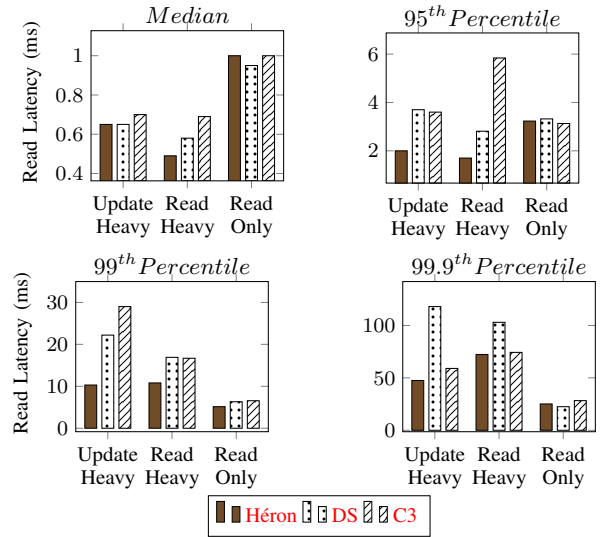 Median
Read Latency (ms)
1
0.8
0.6
0.4
Update Heavy
Read Heavy
Read Only
95th Percentile
6
4
2
Update Heavy
Read Heavy
Read Only
99th Percentile
Read Latency (ms)
30
20
10
0
Update Heavy
Read Heavy
Read Only
99.9th Percentile
100
50
0
Update Heavy
Read Heavy
Read Only
Héron DS C3